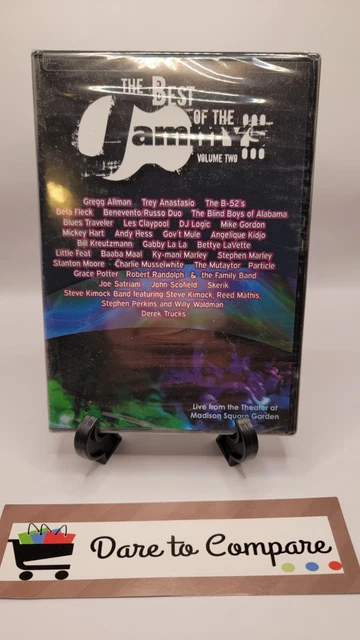 THE BEST
OF THE
Jammys!!!
VOLUME TWO
Gregg Allman Trey Anastasio The B-52's
Bela Fleck Benevento/Russo Duo The Blind Boys of Alabama
Blues Traveler Les Claypool DJ Logic Mike Gordon
Mickey Hart Andy Hess Gov't Mule Angelique Kidjo
Bill Kreutzmann Gabby La La Bettye LaVette
Little Feat Baaba Maal Ky-mani Marley Stephen Marley
Stanton Moore Charlie Musselwhite The Mutaytor Particle
Grace Potter Robert Randolph & the Family Band
Joe Satriani John Scofield Skerik
Steve Kimock Band featuring Steve Kimock, Reed Mathis,
Stephen Perkins and Willy Waldman
Derek Trucks
Live from the Theater at
Madison Square Garden
Dare to Compare